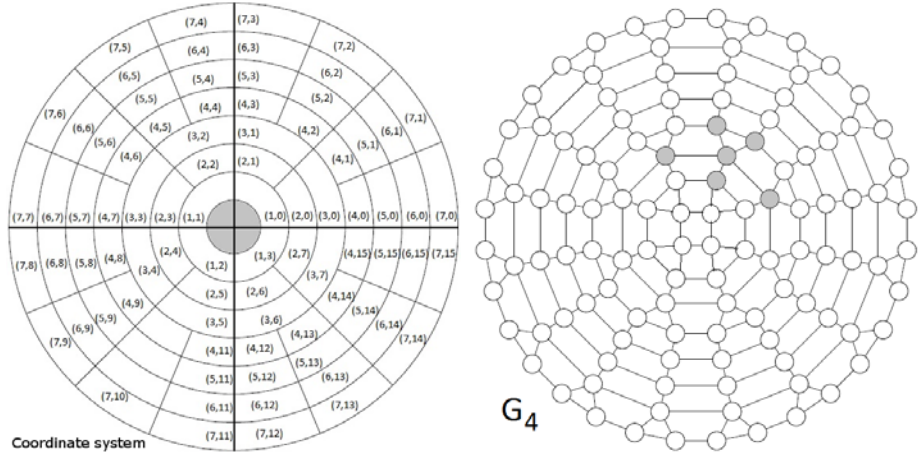 (7,4) (7,3)
(7,5) (6,4) (6,3) (7,2)
(6,5) (5,4) (5,3) (6,2)
(5,5) (4,4) (4,3) (5,2)
(7,6) (6,6) (5,6) (4,5) (3,2) (3,1) (4,2) (5,1) (6,1) (7,1)
(4,6) (2,2) (2,1) (4,1)
(7,7) (6,7) (5,7) (4,7) (3,3) (2,3) (1,1) (1,0) (2,0) (3,0) (4,0) (5,0) (6,0) (7,0)
(7,8) (6,8) (5,8) (4,8) (3,4) (2,4) (1,2) (1,3) (2,7) (3,7) (4,15) (5,15) (6,15) (7,15)
(4,9) (2,5) (2,6) (4,14)
(7,9) (6,9) (5,9) (3,5) (3,6) (5,14) (6,14) (7,14)
(4,11) (4,12) (4,13)
(5,11) (5,12) (5,13)
(7,10) (6,11) (6,12) (6,13) (7,13)
(7,11) (7,12)
Coordinate system
G4